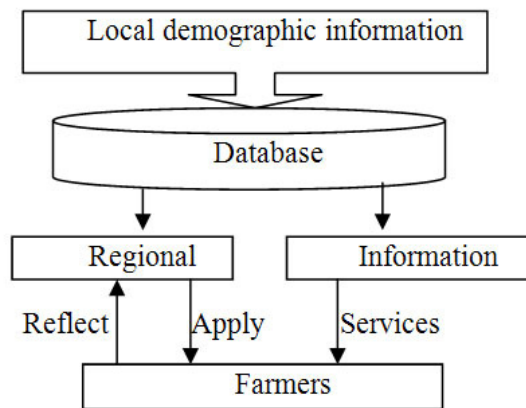 Local demographic information
Database
Regional
Information
Reflect
Apply
Services
Farmers